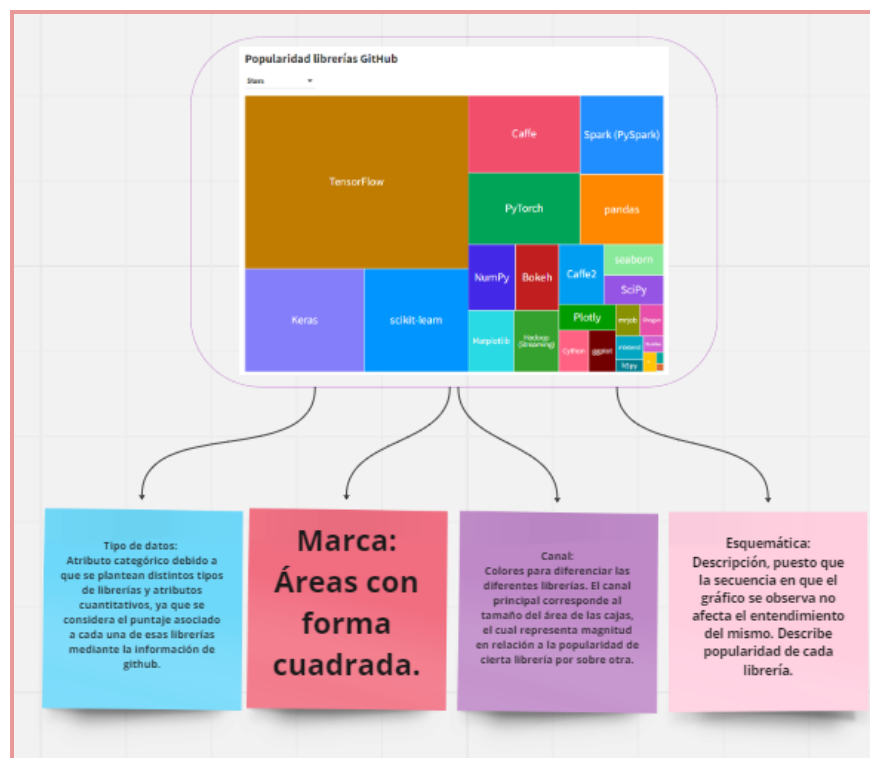 Popularidad librerías GitHub
Stars
TensorFlow
Caffe
Spark (PySpark)
PyTorch
pandas
Keras
scikit-learn
NumPy
Bokeh
Caffe2
seaborn
SciPy
Matplotlib
Hadoop
(Streaming)
Plotly
mrjob
Shogun
Cython
ggplot
h5py
Tipo de datos:
Atributo categórico debido a
que se plantean distintos tipos
de librerías y atributos
cuantitativos, ya que se
considera el puntaje asociado
a cada una de esas librerías
mediante la información de
github.
Marca:
Áreas con
forma
cuadrada.
Canal:
Colores para diferenciar las
diferentes librerías. El canal
principal corresponde al
tamaño del área de las cajas,
el cual representa magnitud
en relación a la popularidad de
cierta librería por sobre otra.
Esquemática:
Descripción, puesto que
la secuencia en que el
gráfico se observa no
afecta el entendimiento
del mismo. Describe
popularidad de cada
librería.